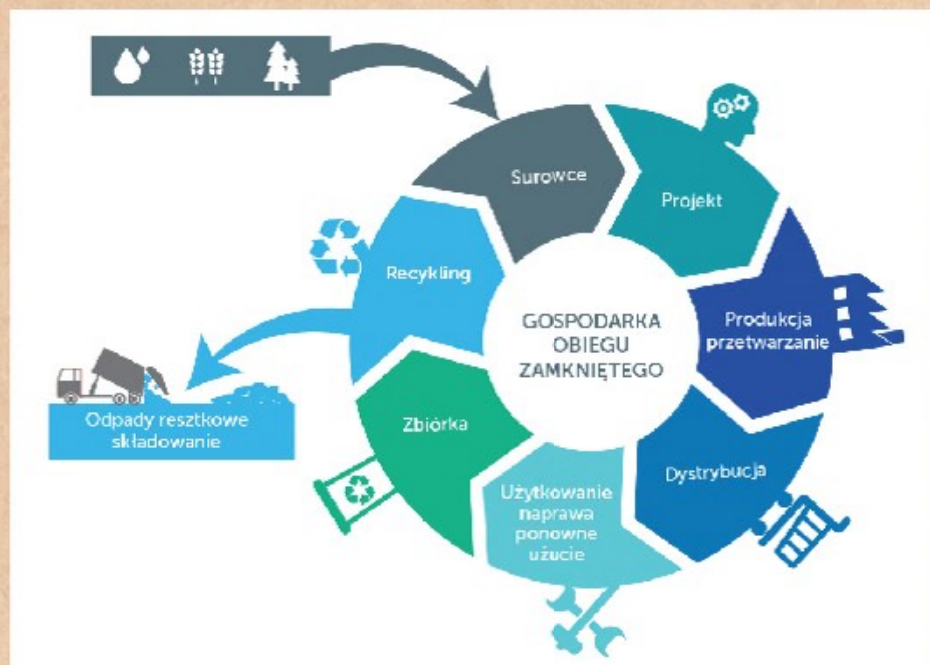 Surowce
Projekt
Produkcja
przetwarzanie
Dystrybucja
Użytkowanie
naprawa
ponowne
użucie
Zbiórka
Recykling
Odpady resztkowe
składowanie
GOSPODARKA
OBIEGU
ZAMKNIĘTEGO